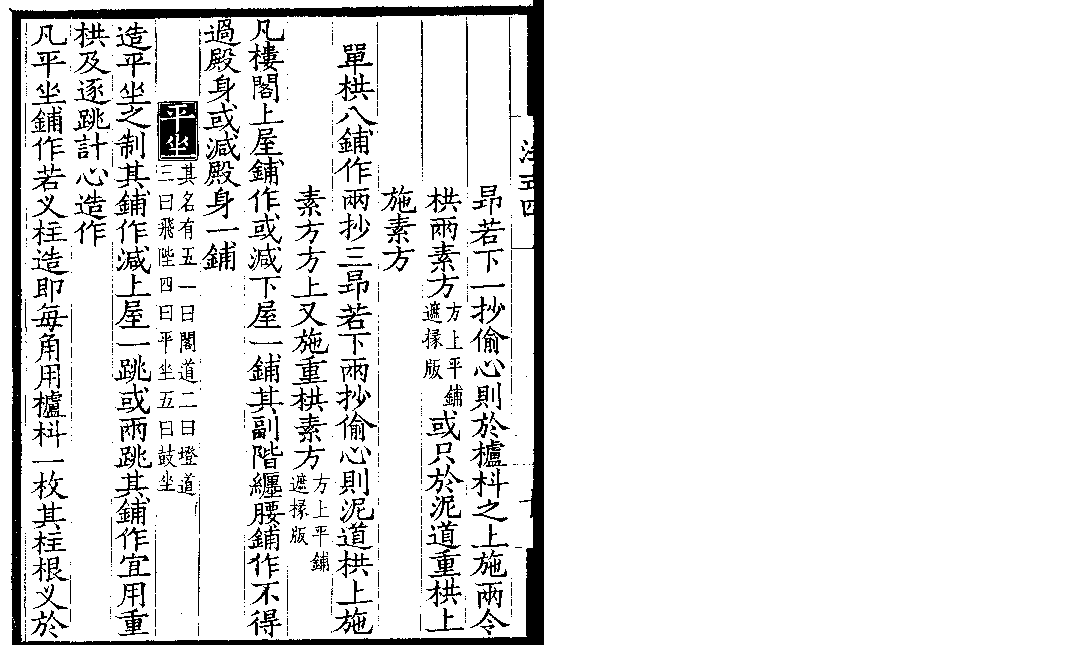 昂若下一抄偷心則於櫨枓之上施兩令
栱兩素方方上平鋪遮椽版或只於泥道重栱上
施素方
單栱八鋪作兩抄三昂若下兩抄偷心則泥道栱上施
素方方上又施重栱素方方上平鋪遮椽版
凡樓閣上屋鋪作或減下屋一鋪其副階纏腰鋪作不得
過殿身或減殿身一鋪
平坐其名有五一曰閣道二曰墱道三曰飛陛四曰平坐五曰鼓坐
造平坐之制其鋪作減上屋一跳或兩跳其鋪作宜用重
栱及逐跳計心造作
凡平坐鋪作若义柱造即每角用櫨枓一枚其柱根义於